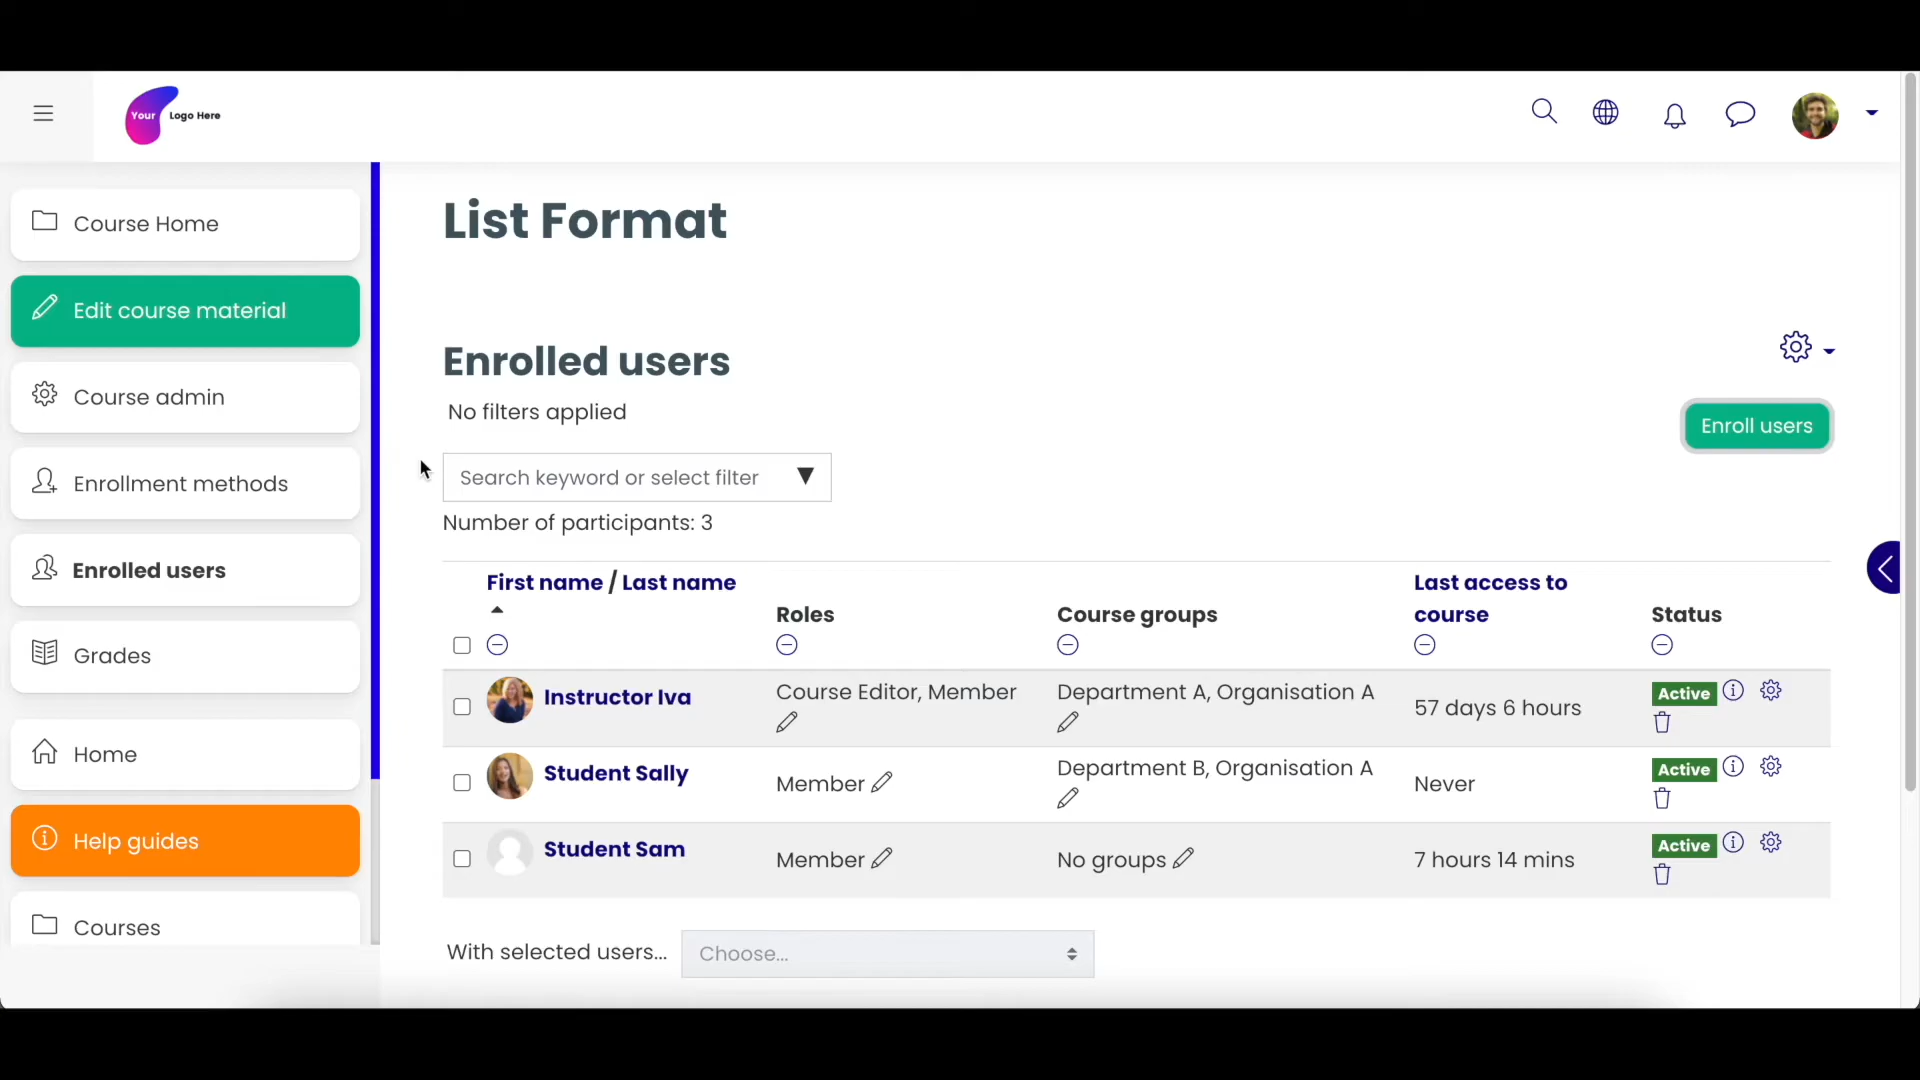 Your Logo Here
Course Home
Edit course material
Course admin
Enrollment methods
Enrolled users
Grades
Home
Help guides
Courses
List Format
Enrolled users
No filters applied
Enroll users
Search keyword or select filter ▼
Number of participants: 3
First name / Last name
Roles
Course groups
Last access to
course
Status
Instructor Iva
Course Editor, Member
Department A, Organisation A
57 days 6 hours
Active
Student Sally
Member
Department B, Organisation A
Never
Active
Student Sam
Member
No groups
7 hours 14 mins
Active
With selected users...
Choose...